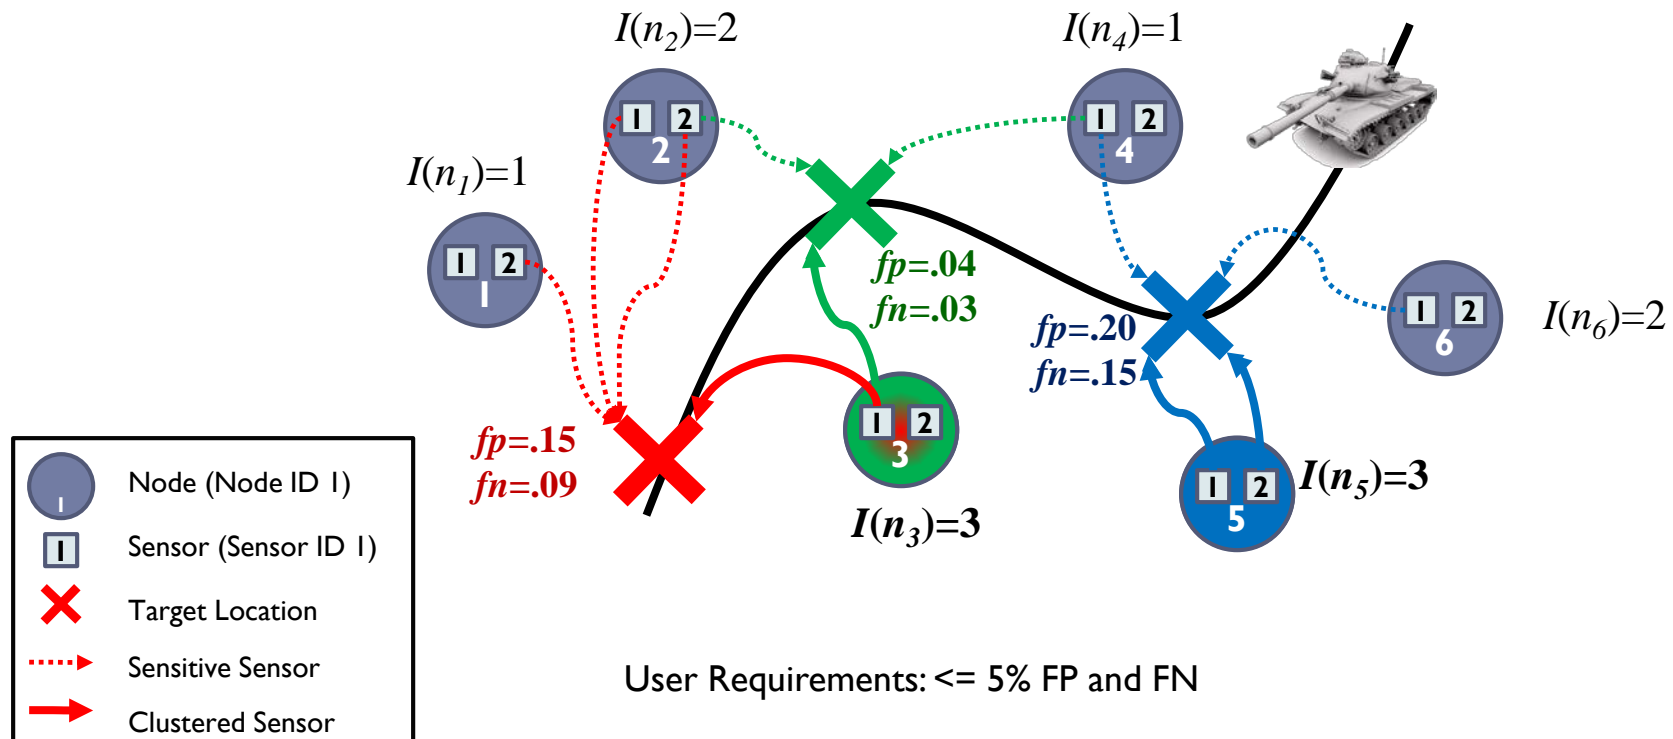 I(n2)=2
I(n4)=1
1 2
2
1 2
4
I(n1)=1
1 2
1
fp=.04
fn=.03
fp=.20
fn=.15
1 2
6
I(n6)=2
fp=.15
fn=.09
1 2
3
I(n3)=3
1 2
5
I(n5)=3
1
Node (Node ID 1)
1
Sensor (Sensor ID 1)
Target Location
Sensitive Sensor
Clustered Sensor
User Requirements: <= 5% FP and FN